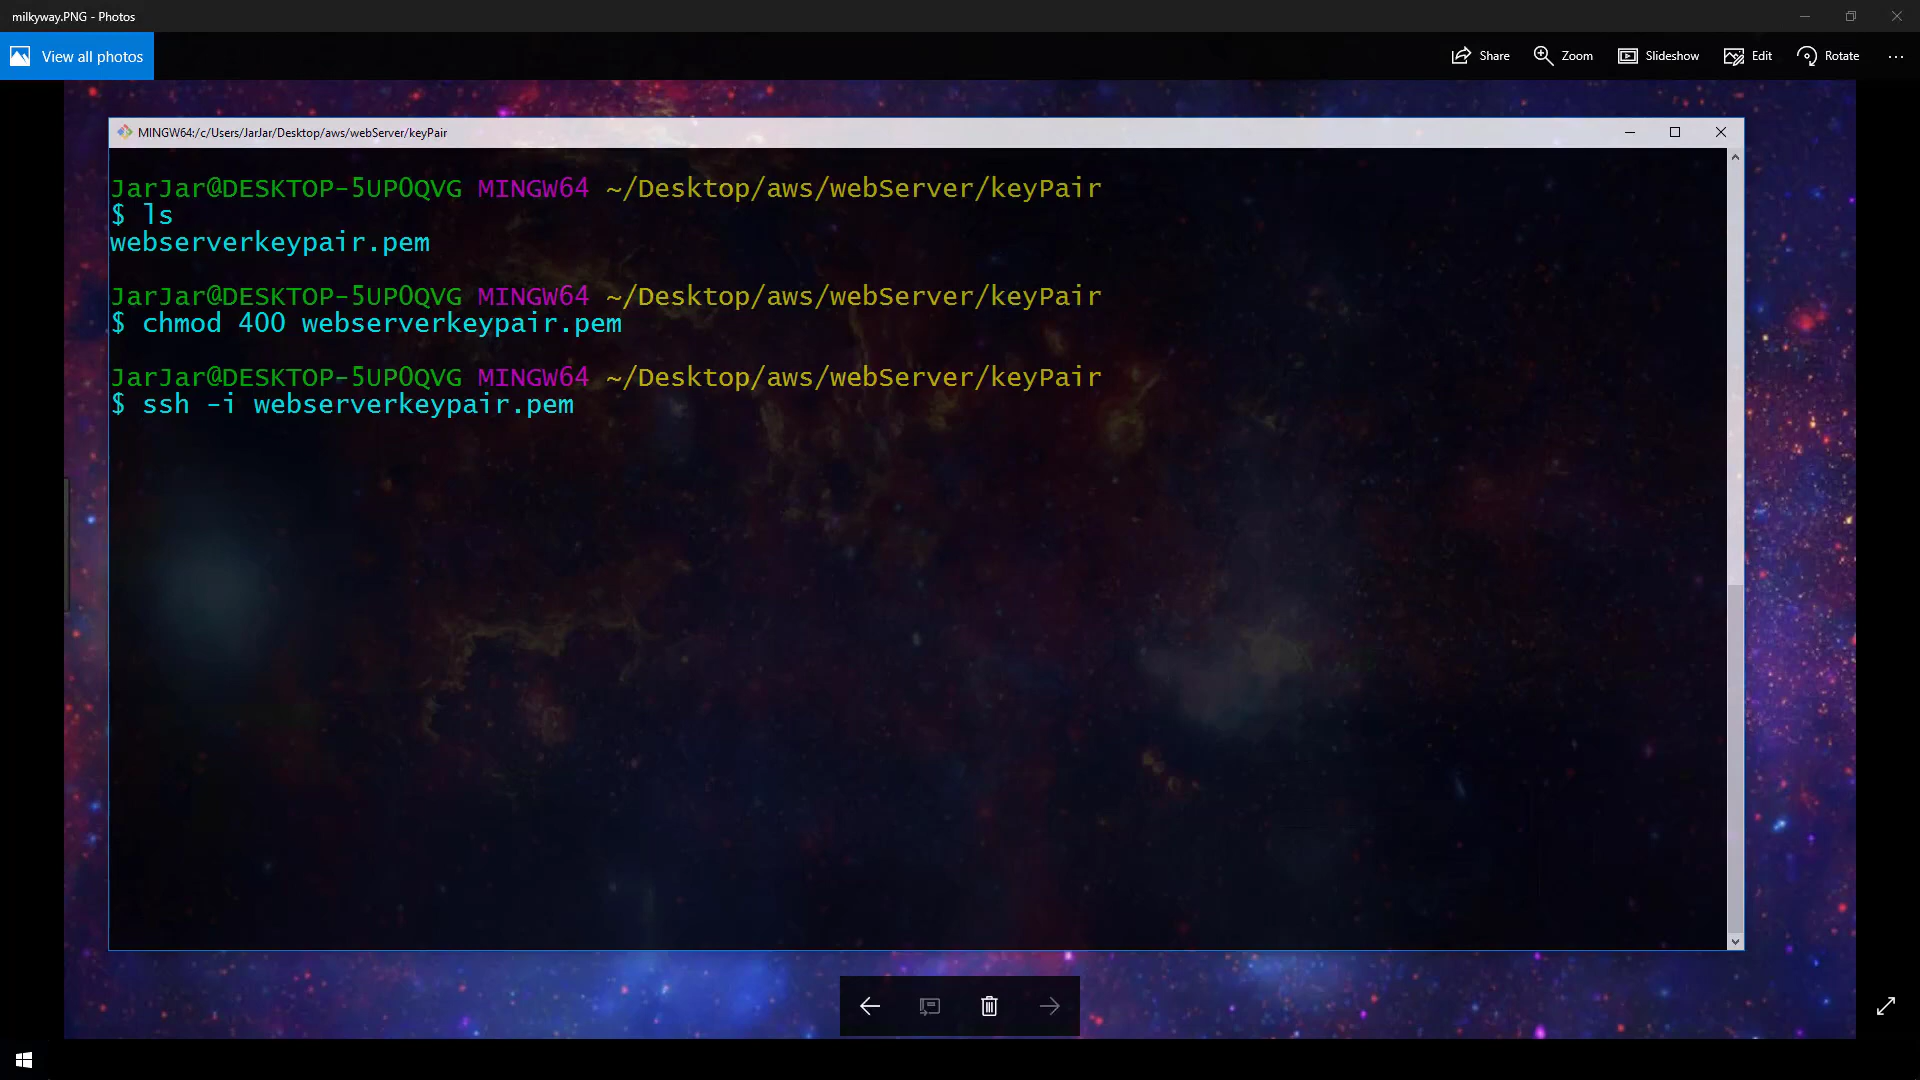 milkyway.PNG - Photos
View all photos
Share
Zoom
Slideshow
Edit
Rotate
MINGW64:/c/Users/JarJar/Desktop/aws/webServer/keyPair
JarJar@DESKTOP-5UP0QVG MINGW64 ~/Desktop/aws/webServer/keyPair
$ ls
webserverkeypair.pem
JarJar@DESKTOP-5UP0QVG MINGW64 ~/Desktop/aws/webServer/keyPair
$ chmod 400 webserverkeypair.pem
JarJar@DESKTOP-5UP0QVG MINGW64 ~/Desktop/aws/webServer/keyPair
$ ssh -i webserverkeypair.pem